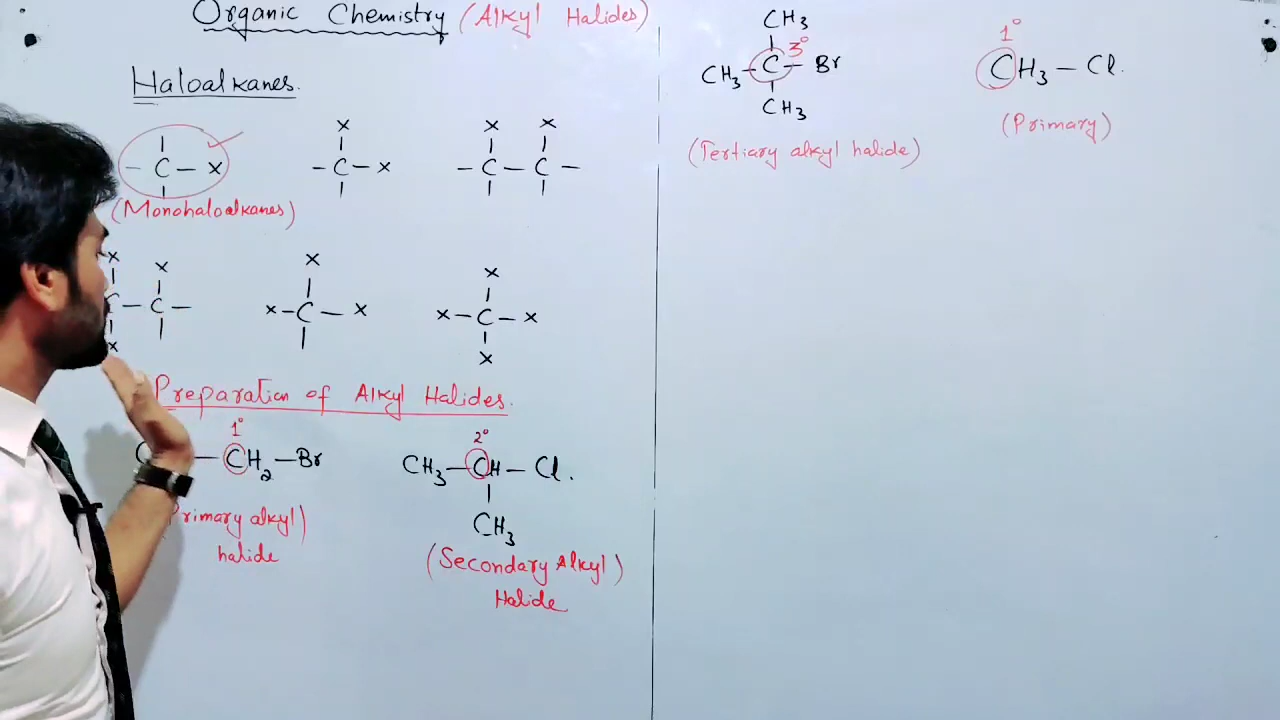 Organic Chemistry (Alkyl Halides)
Haloalkanes.
– C – X
(Monohaloalkanes)
X
– C – X
X X
– C – C –
X X
– C – C –
X
X
X – C – X
X
X – C – X
X
Preparation of Alkyl Halides.
1°
– CH2 – Br
Primary alkyl)
halide
2°
CH3 – CH – Cl.
CH3
(Secondary Alkyl)
Halide
CH3
3°
CH3 – C – Br
CH3
(Tertiary alkyl halide)
1°
CH3 – Cl.
(Primary)